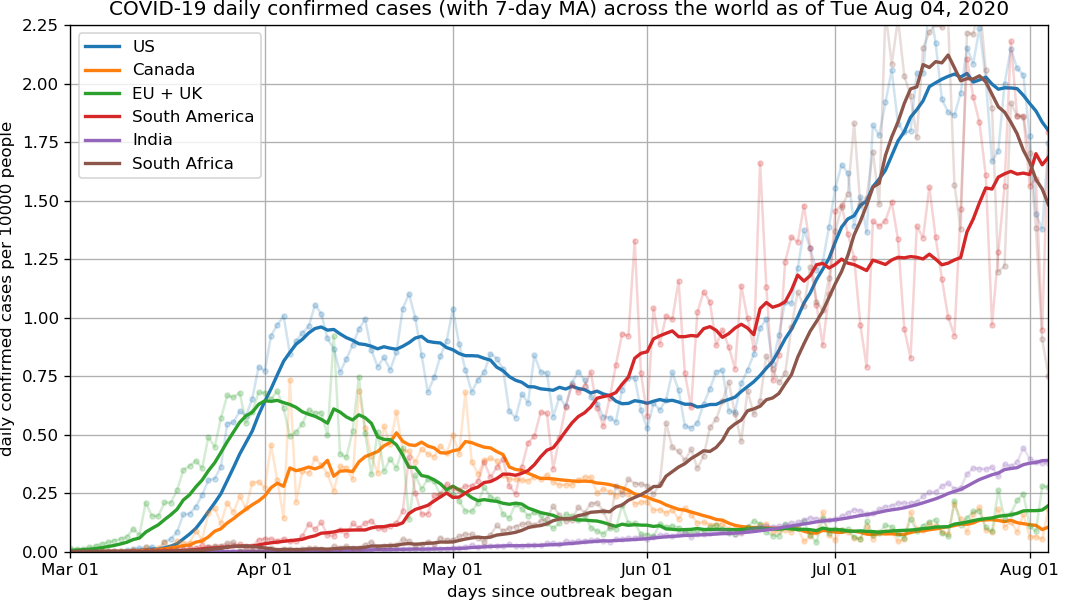 COVID-19 daily confirmed cases (with 7-day MA) across the world as of Tue Aug 04, 2020
daily confirmed cases per 10000 people
2.25
2.00
1.75
1.50
1.25
1.00
0.75
0.50
0.25
0.00
US
Canada
EU + UK
South America
India
South Africa
Mar 01
Apr 01
May 01
Jun 01
Jul 01
Aug 01
days since outbreak began